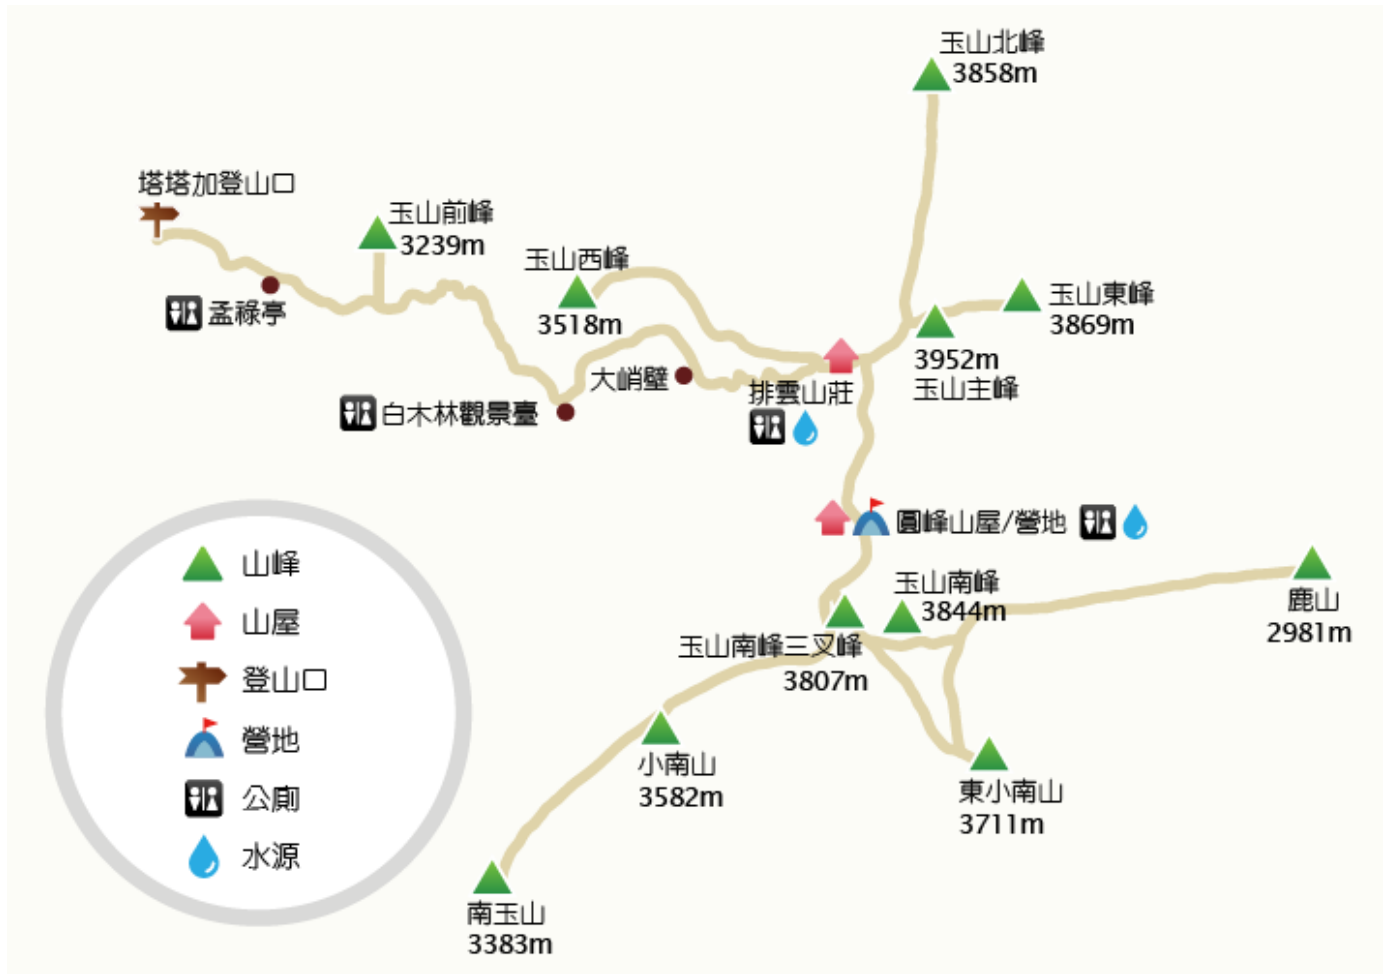 玉山北峰
3858m
塔塔加登山口
玉山前峰
3239m
玉山西峰
3518m
玉山東峰
3869m
孟祿亭
3952m
玉山主峰
大峭壁
排雲山莊
白木林觀景臺
圓峰山屋/營地
玉山南峰
3844m
鹿山
2981m
玉山南峰三叉峰
3807m
小南山
3582m
東小南山
3711m
南玉山
3383m
山峰
山屋
登山口
營地
公廁
水源